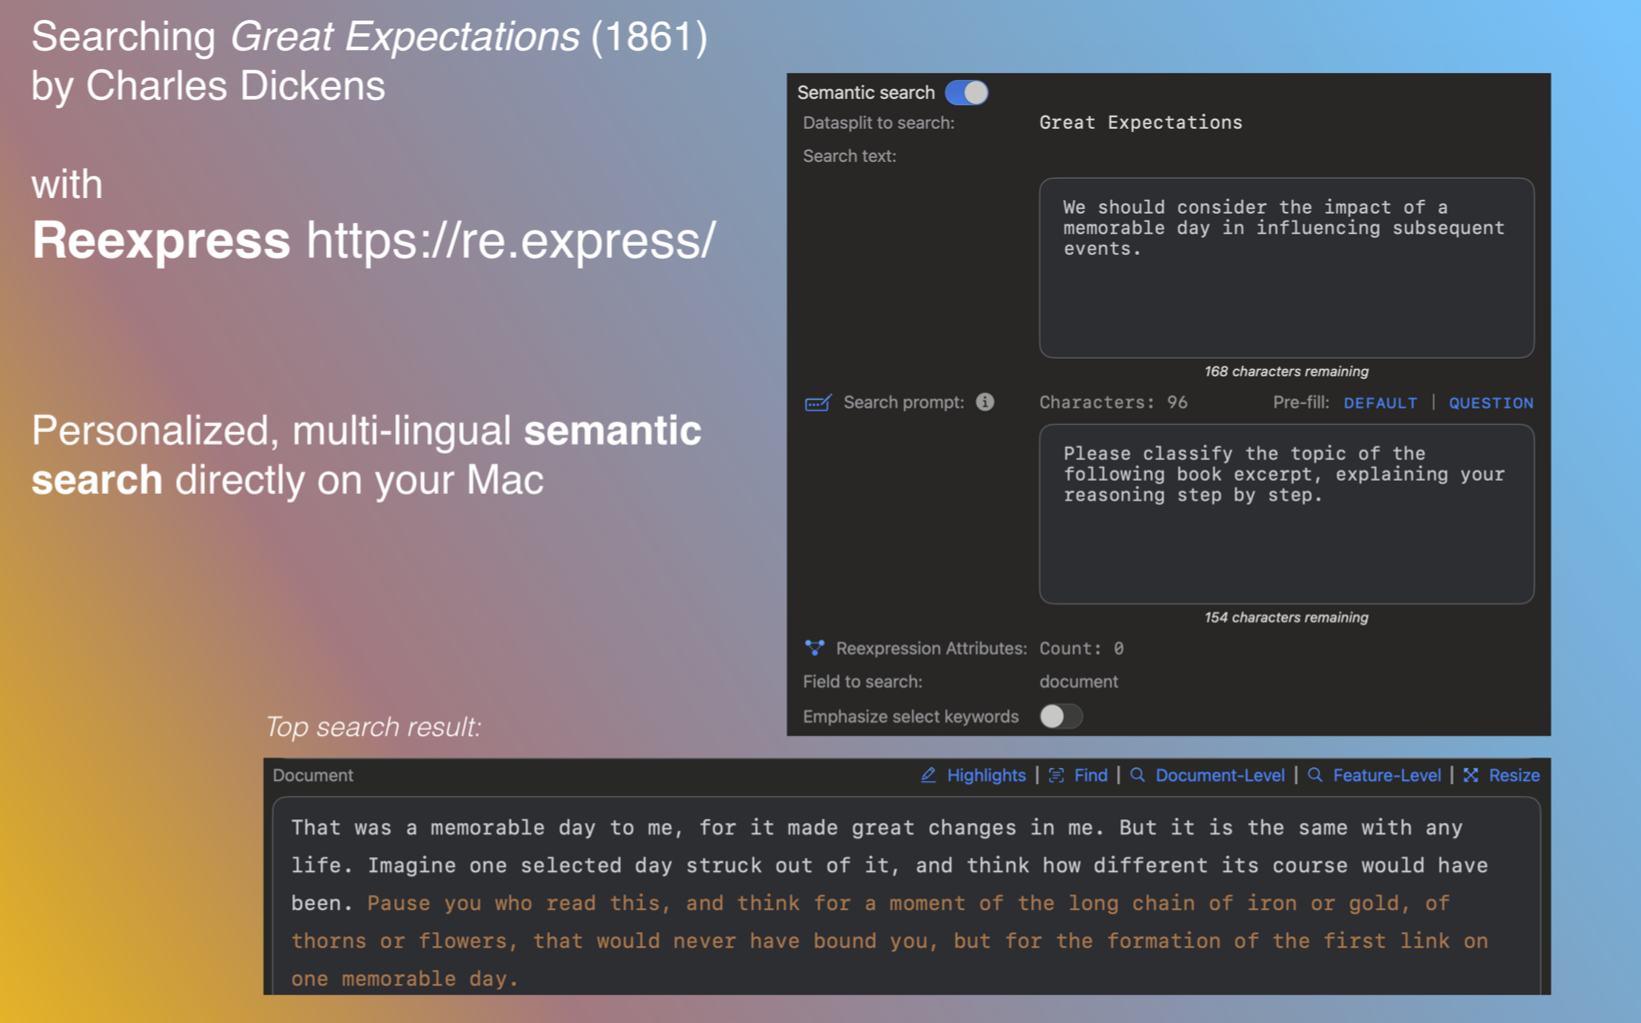 Searching Great Expectations (1861)
by Charles Dickens
with
Reexpress https://re.express/
Personalized, multi-lingual semantic
search directly on your Mac
Semantic search
Datasplit to search: Great Expectations
Search text:
We should consider the impact of a
memorable day in influencing subsequent
events.
168 characters remaining
Search prompt: Characters: 96 Pre-fill: DEFAULT | QUESTION
Please classify the topic of the
following book excerpt, explaining your
reasoning step by step.
154 characters remaining
Reexpression Attributes: Count: 0
Field to search: document
Emphasize select keywords
Top search result:
Document Highlights | Find | Document-Level | Feature-Level | Resize
That was a memorable day to me, for it made great changes in me. But it is the same with any
life. Imagine one selected day struck out of it, and think how different its course would have
been. Pause you who read this, and think for a moment of the long chain of iron or gold, of
thorns or flowers, that would never have bound you, but for the formation of the first link on
one memorable day.